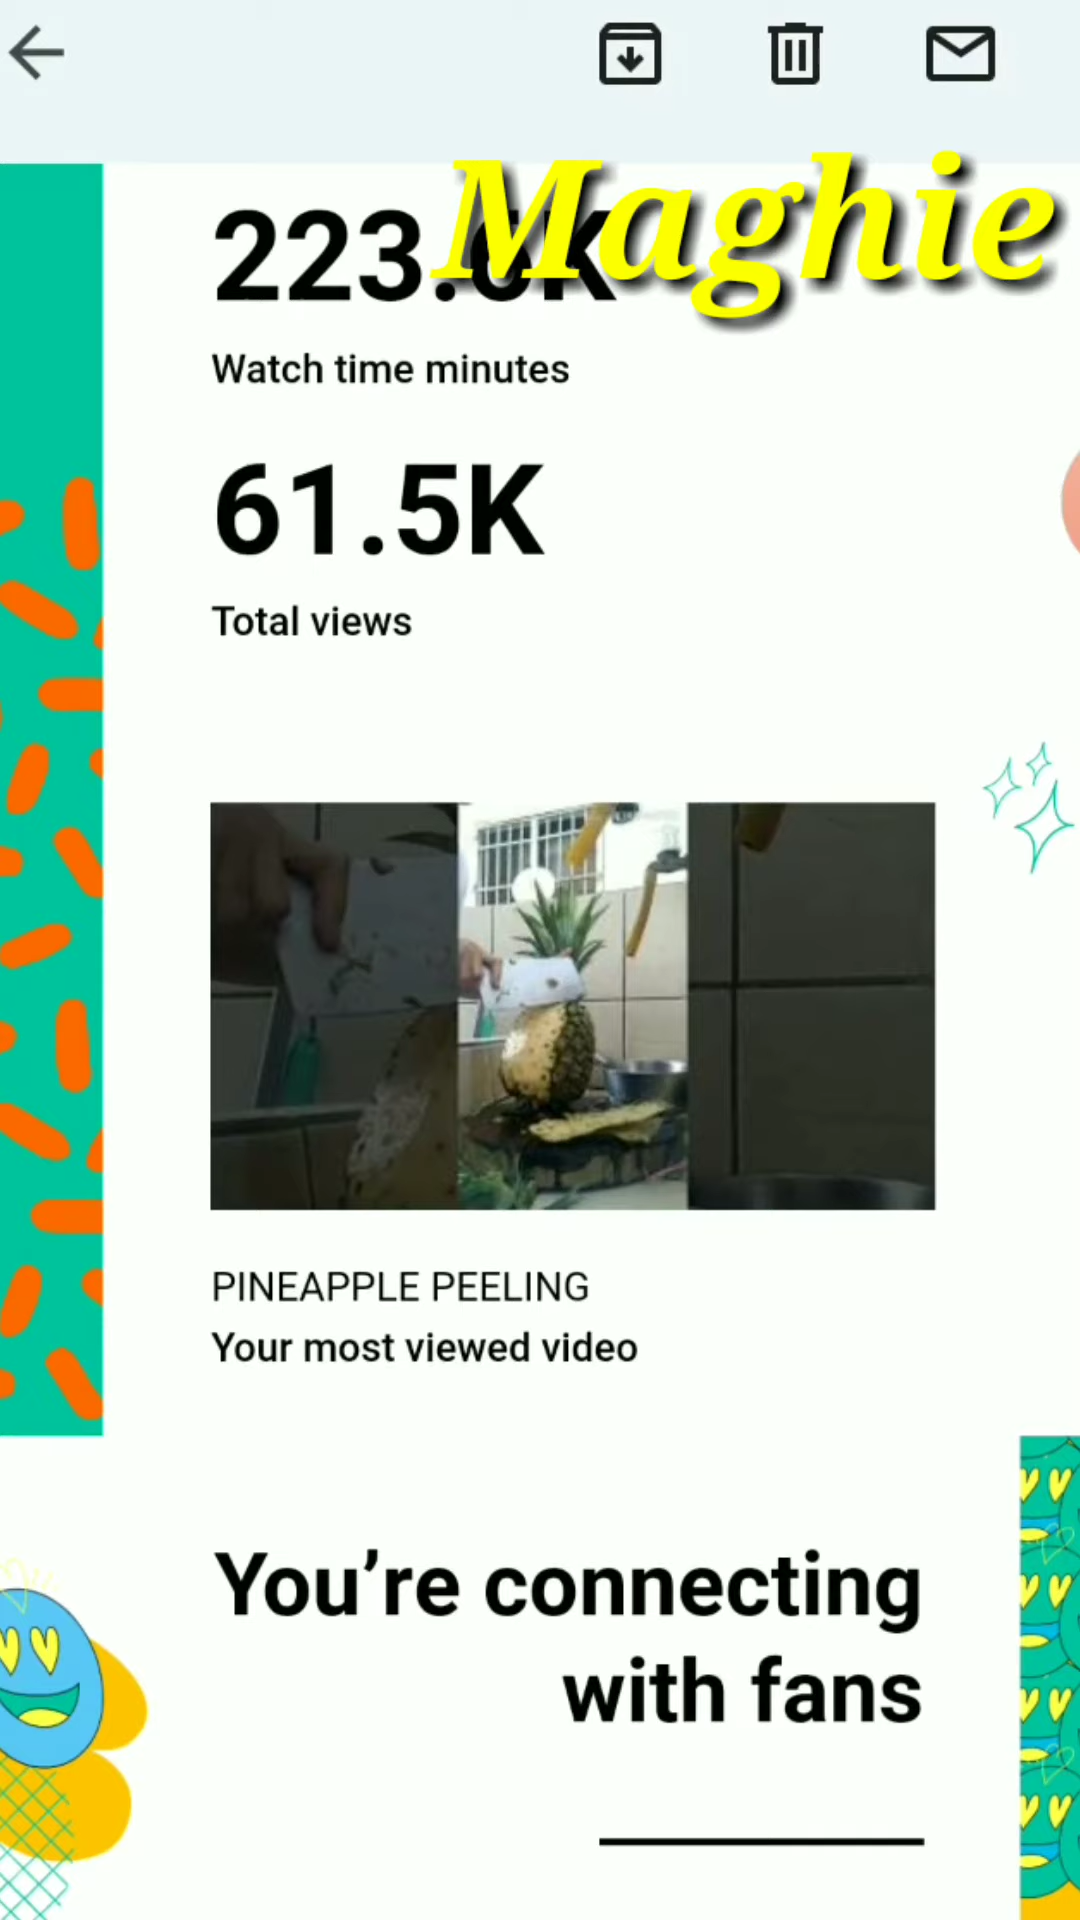 Maghie
Watch time minutes
61.5K
Total views
PINEAPPLE PEELING
Your most viewed video
You’re connecting
with fans